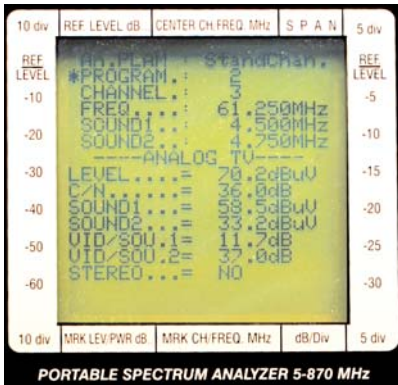 10 div REF LEVEL dB CENTER CH.FREQ. MHz S P A N 5 div
REF LEVEL
-10
-20
-30
-40
-50
-60
10 div
AN.PLAN : StandChan.
*PROGRAM.: 2
CHANNEL.: 3
FREQ....: 61.250MHz
SOUND1..: 4.500MHz
SOUND2..: 4.750MHz
----ANALOG TV----
LEVEL....= 70.2dBuV
C/N......= 36.0dB
SOUND1...= 58.5dBuV
SOUND2...= 33.2dBuV
VID/SOU.1= 11.7dB
VID/SOU.2= 37.0dB
STEREO...= NO
REF LEVEL
-5
-10
-15
-20
-25
-30
MRK LEV/PWR dB MRK CH/FREQ. MHz dB/Div 5 div
PORTABLE SPECTRUM ANALYZER 5-870 MHz